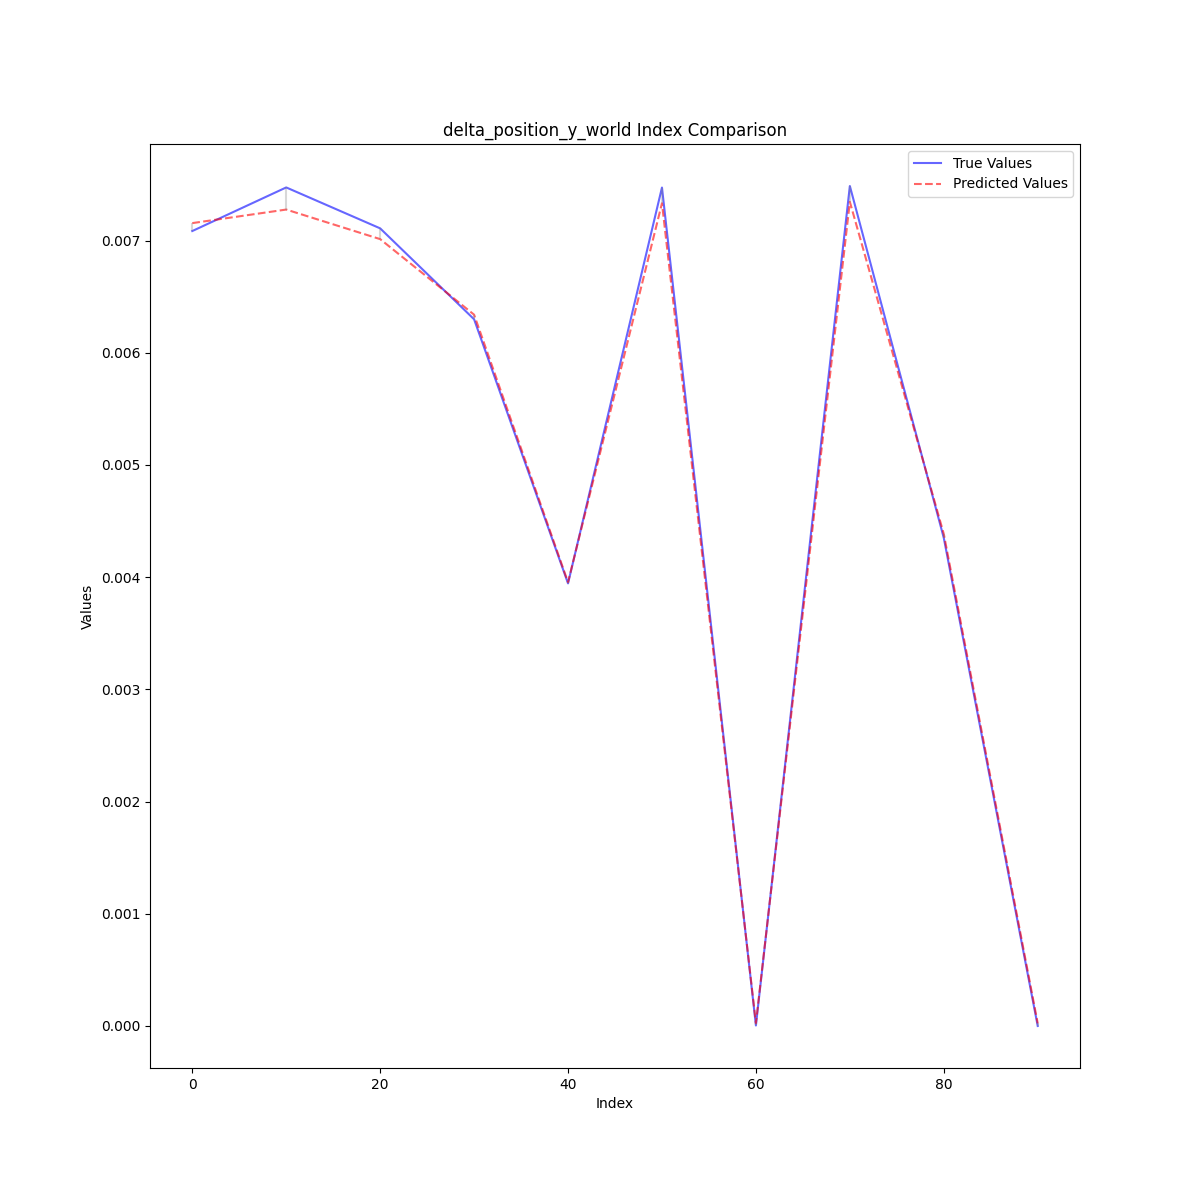 delta_position_y_world Index Comparison
True Values
Predicted Values
0.007
0.006
0.005
0.004
0.003
0.002
0.001
0.000
Values
0 20 40 60 80
Index